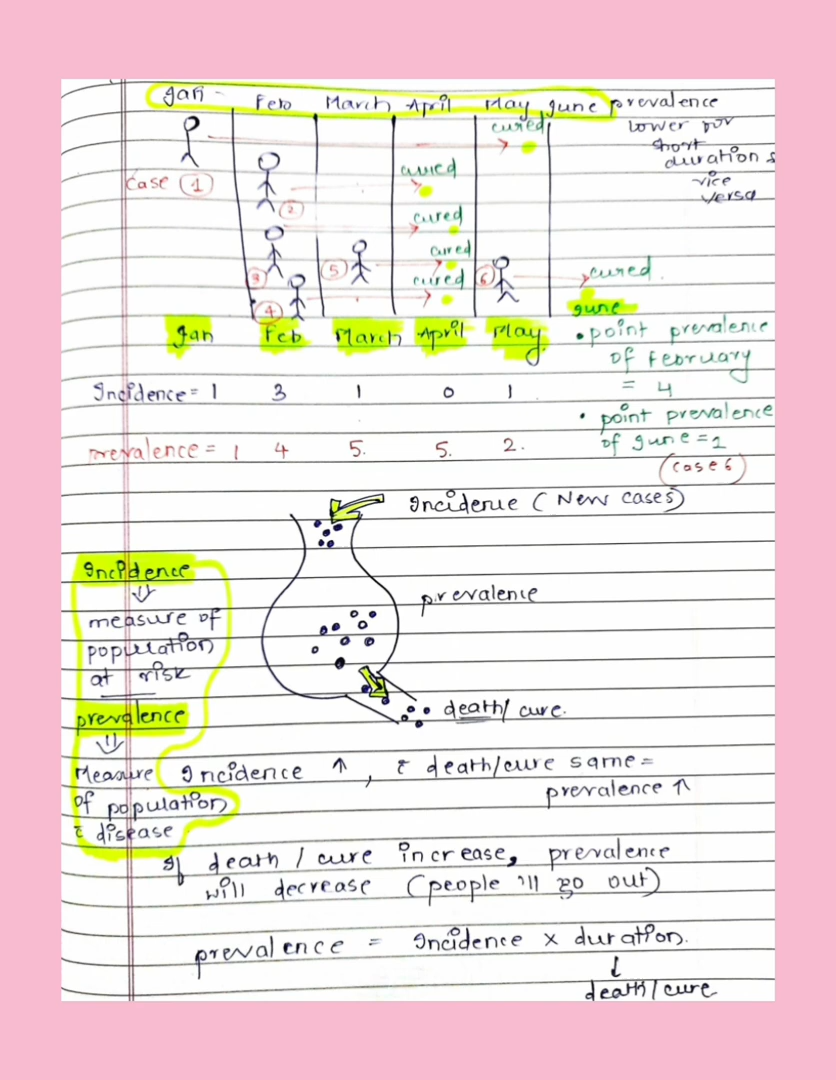 Jan - Feb March April May June prevalence
lower for
short
duration &
vice
versa
cured
case 1
cured
2
cured
cured
5
3
cured
6
cured.
4
June
Jan Feb March April May
• point prevalence
of February
= 4
Incidence = 1 3 1 0 1
• point prevalence
of June = 1
(case 6)
prevalence = 1 4 5. 5. 2.
Incidence (New cases)
Incidence
⇓
measure of
population
at risk
prevalence
prevalence
⇓
Measure
of population
c̄ disease
death/ cure.
Incidence ↑ , c̄ death/cure same =
prevalence ↑
If death / cure increase, prevalence
will decrease (people 'll go out)
prevalence = Incidence x duration.
↓
death/cure